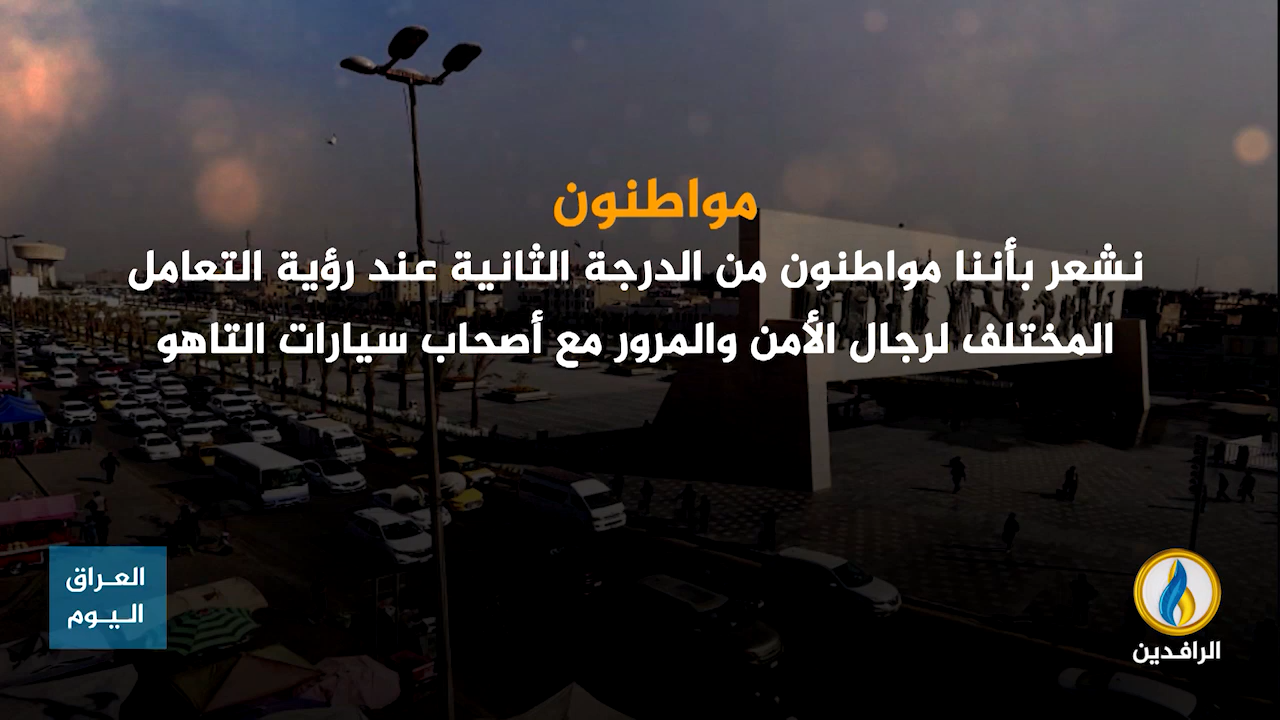 مواطنون
نشعر بأننا مواطنون من الدرجة الثانية عند رؤية التعامل
المختلف لرجال الأمن والمرور مع أصحاب سيارات التاهو
العراق
اليوم
الرافدين